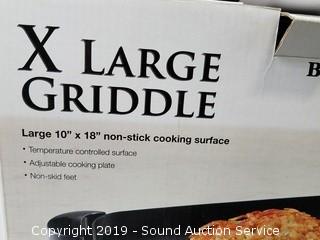 X LARGE
GRIDDLE
B
Large 10" x 18" non-stick cooking surface
• Temperature controlled surface
• Adjustable cooking plate
• Non-skid feet
Copyright 2019 - Sound Auction Service